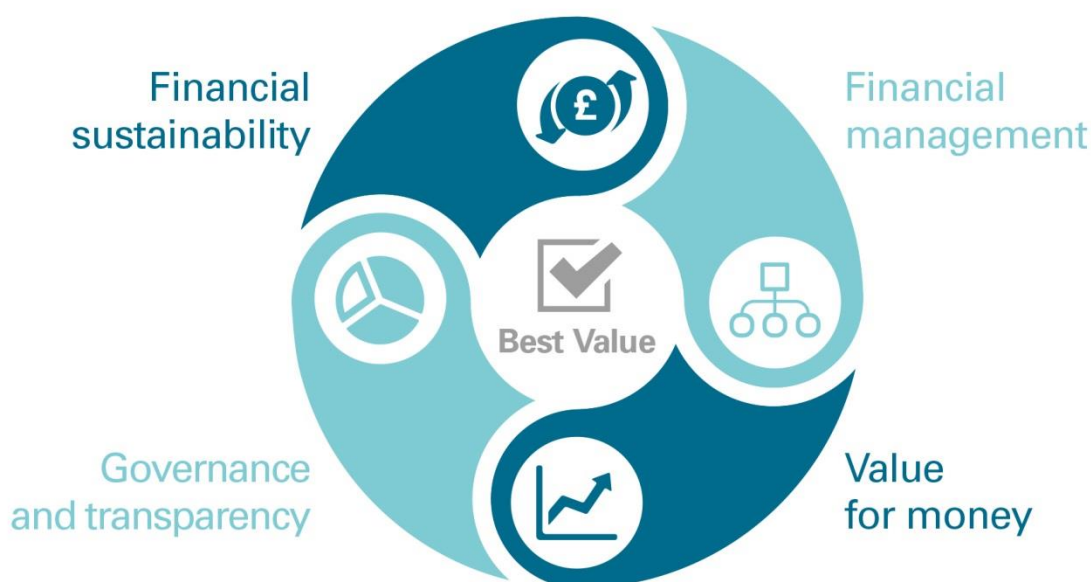 Financial
sustainability
£
Financial
management
Best Value
Governance
and transparency
Value
for money